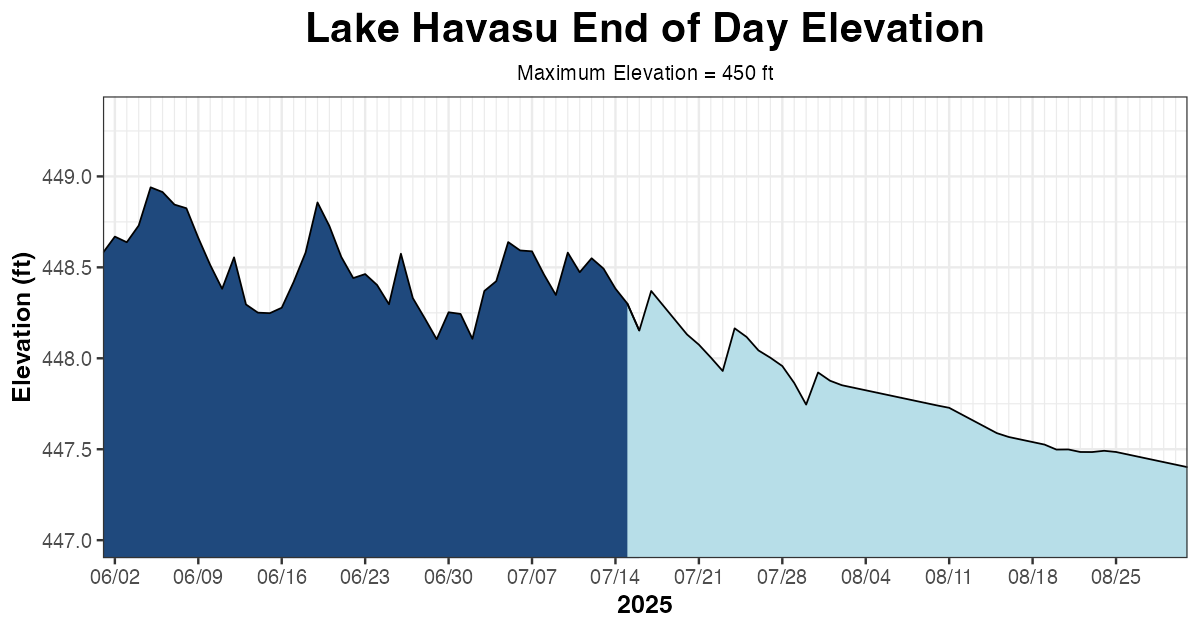 Lake Havasu End of Day Elevation
Maximum Elevation = 450 ft
Elevation (ft)
449.0
448.5
448.0
447.5
447.0
06/02 06/09 06/16 06/23 06/30 07/07 07/14 07/21 07/28 08/04 08/11 08/18 08/25
2025